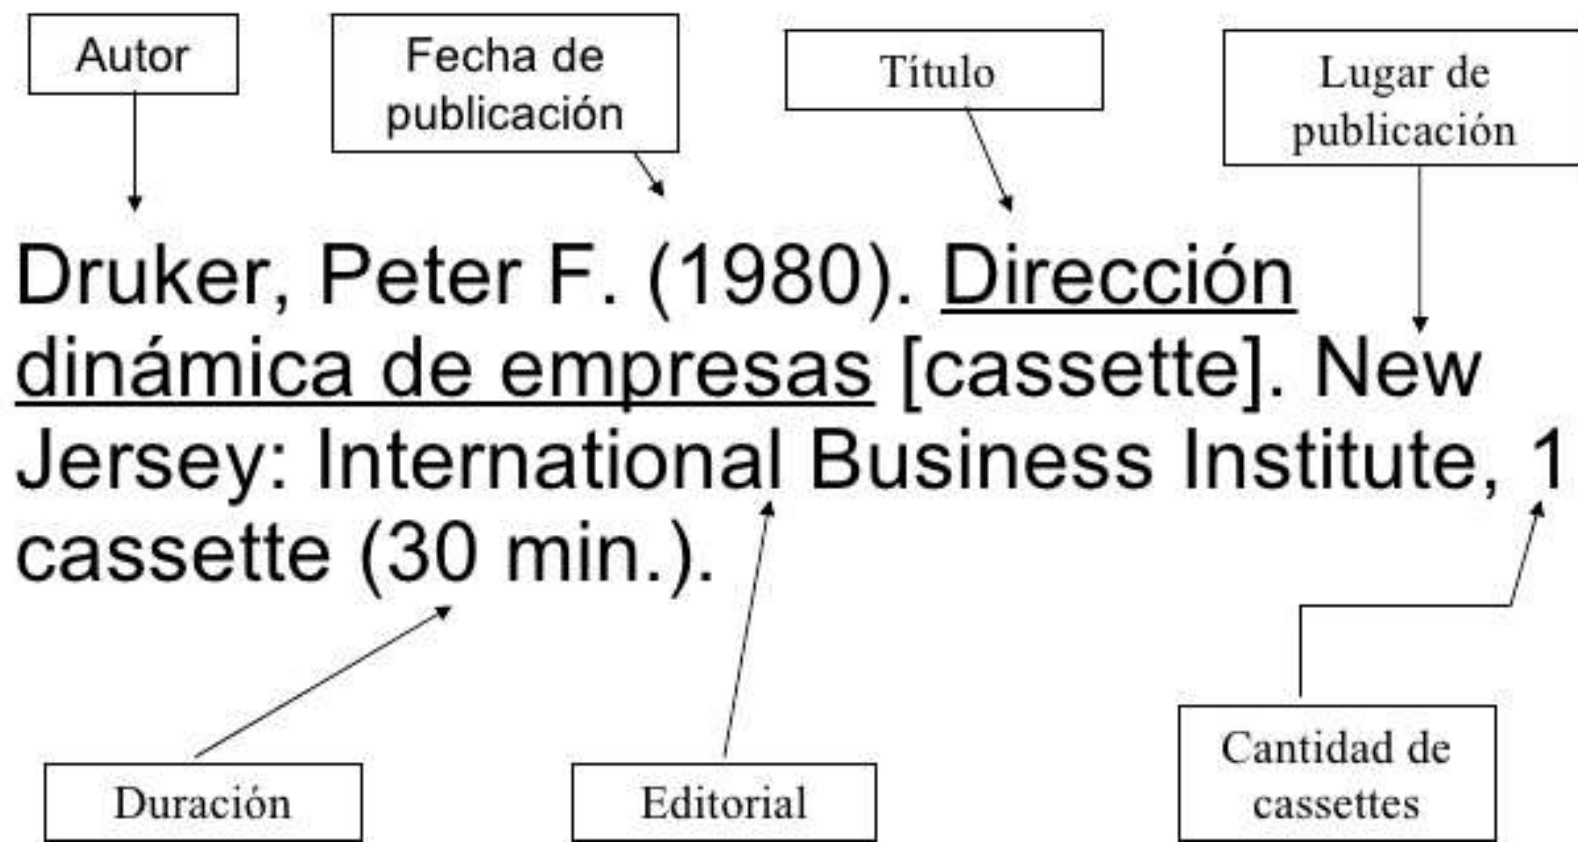 Autor
Fecha de
publicación
Título
Lugar de
publicación
Druker, Peter F. (1980). Dirección
dinámica de empresas [cassette]. New
Jersey: International Business Institute, 1
cassette (30 min.).
Duración
Editorial
Cantidad de
cassettes